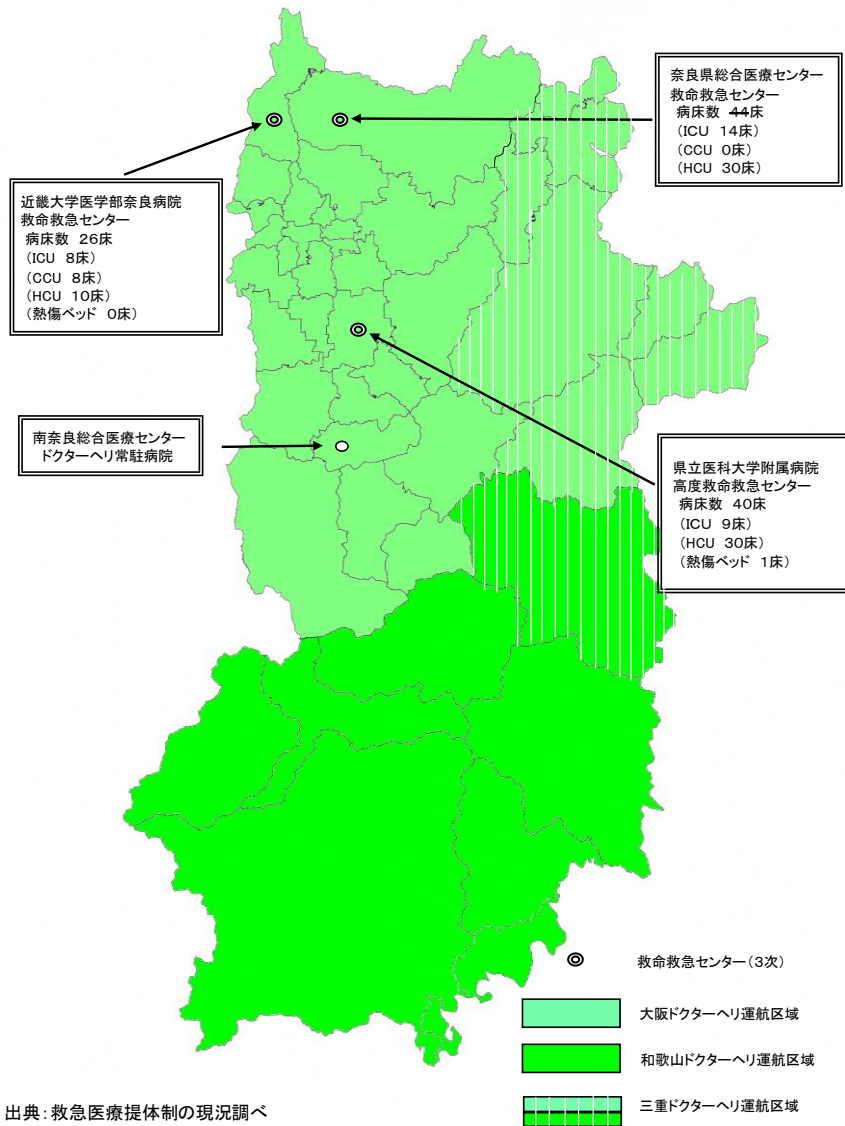 奈良県総合医療センター
救命救急センター
病床数 44床
(ICU 14床)
(CCU 0床)
(HCU 30床)
近畿大学医学部奈良病院
救命救急センター
病床数 26床
(ICU 8床)
(CCU 8床)
(HCU 10床)
(熱傷ベッド 0床)
南奈良総合医療センター
ドクターヘリ常駐病院
県立医科大学附属病院
高度救命救急センター
病床数 40床
(ICU 9床)
(HCU 30床)
(熱傷ベッド 1床)
救命救急センター(3次)
大阪ドクターヘリ運航区域
和歌山ドクターヘリ運航区域
三重ドクターヘリ運航区域
出典:救急医療提体制の現況調べ